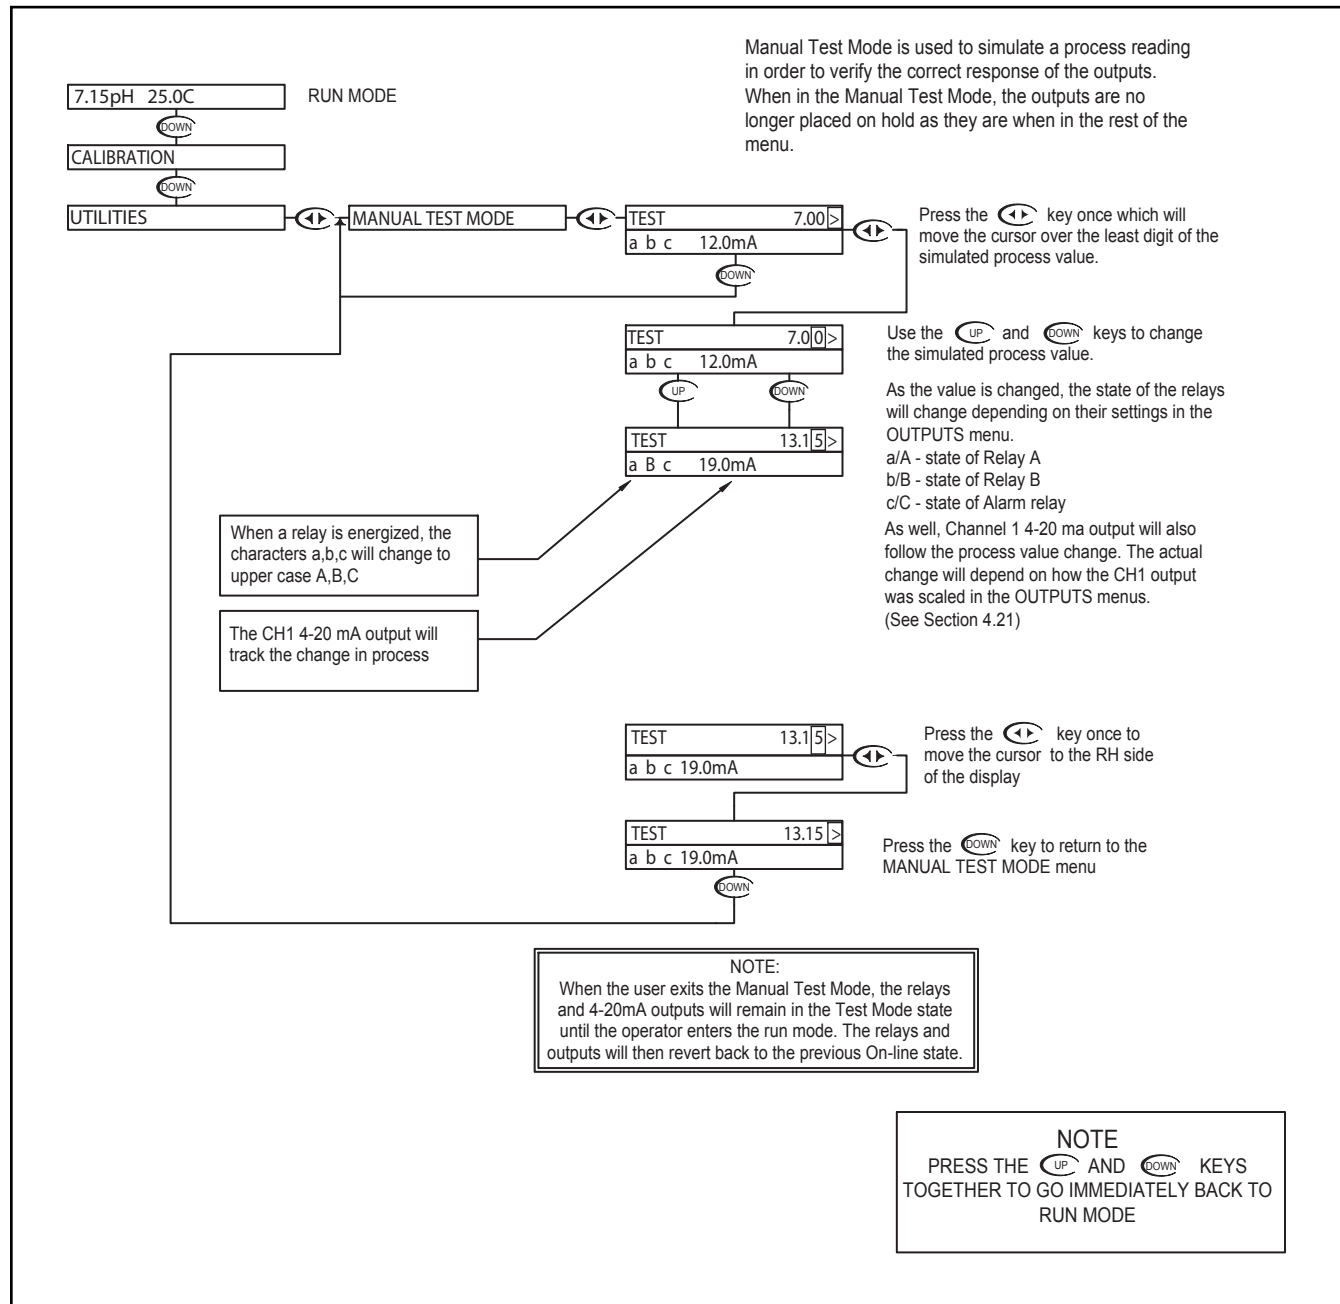 Manual Test Mode is used to simulate a process reading
in order to verify the correct response of the outputs.
When in the Manual Test Mode, the outputs are no
longer placed on hold as they are when in the rest of the
menu.
7.15pH 25.0C
RUN MODE
DOWN
CALIBRATION
DOWN
UTILITIES
MANUAL TEST MODE
TEST 7.00>
a b c 12.0mA
DOWN
Press the key once which will
move the cursor over the least digit of the
simulated process value.
TEST 7.00>
a b c 12.0mA
UP DOWN
Use the UP and DOWN keys to change
the simulated process value.
TEST 13.15>
a B c 19.0mA
As the value is changed, the state of the relays
will change depending on their settings in the
OUTPUTS menu.
a/A - state of Relay A
b/B - state of Relay B
c/C - state of Alarm relay
As well, Channel 1 4-20 ma output will also
follow the process value change. The actual
change will depend on how the CH1 output
was scaled in the OUTPUTS menus.
(See Section 4.21)
When a relay is energized, the
characters a,b,c will change to
upper case A,B,C
The CH1 4-20 mA output will
track the change in process
TEST 13.15>
a b c 19.0mA
Press the key once to
move the cursor to the RH side
of the display
TEST 13.15 >
a b c 19.0mA
DOWN
Press the DOWN key to return to the
MANUAL TEST MODE menu
NOTE:
When the user exits the Manual Test Mode, the relays
and 4-20mA outputs will remain in the Test Mode state
until the operator enters the run mode. The relays and
outputs will then revert back to the previous On-line state.
NOTE
PRESS THE UP AND DOWN KEYS
TOGETHER TO GO IMMEDIATELY BACK TO
RUN MODE